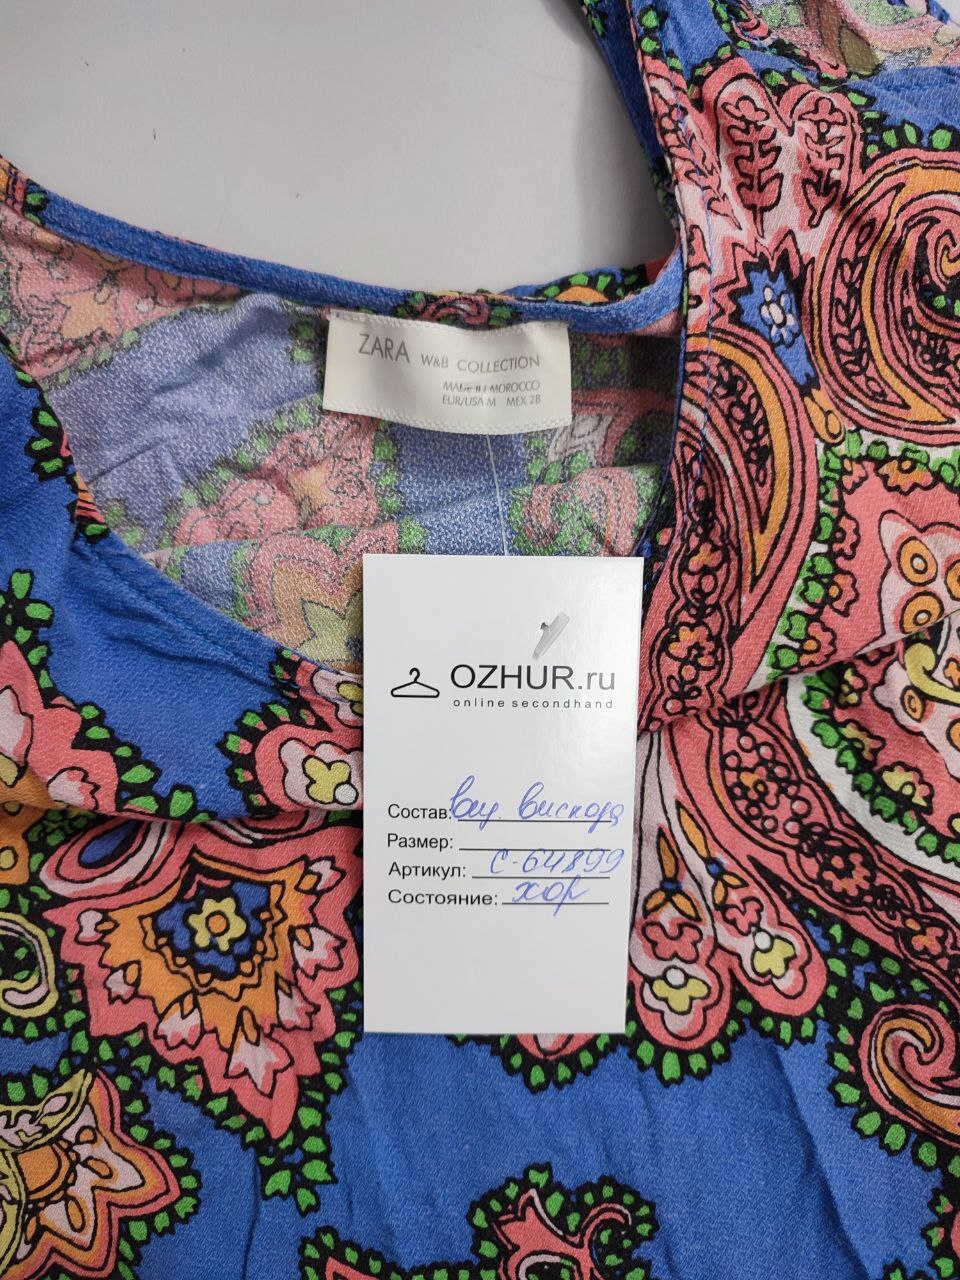 ZARA W&B COLLECTION
MADE IN MOROCCO
EUR/USA M MEX 28
OZHUR.ru
online secondhand
Состав: вискоза
Размер:
Артикул: С-64899
Состояние: хор